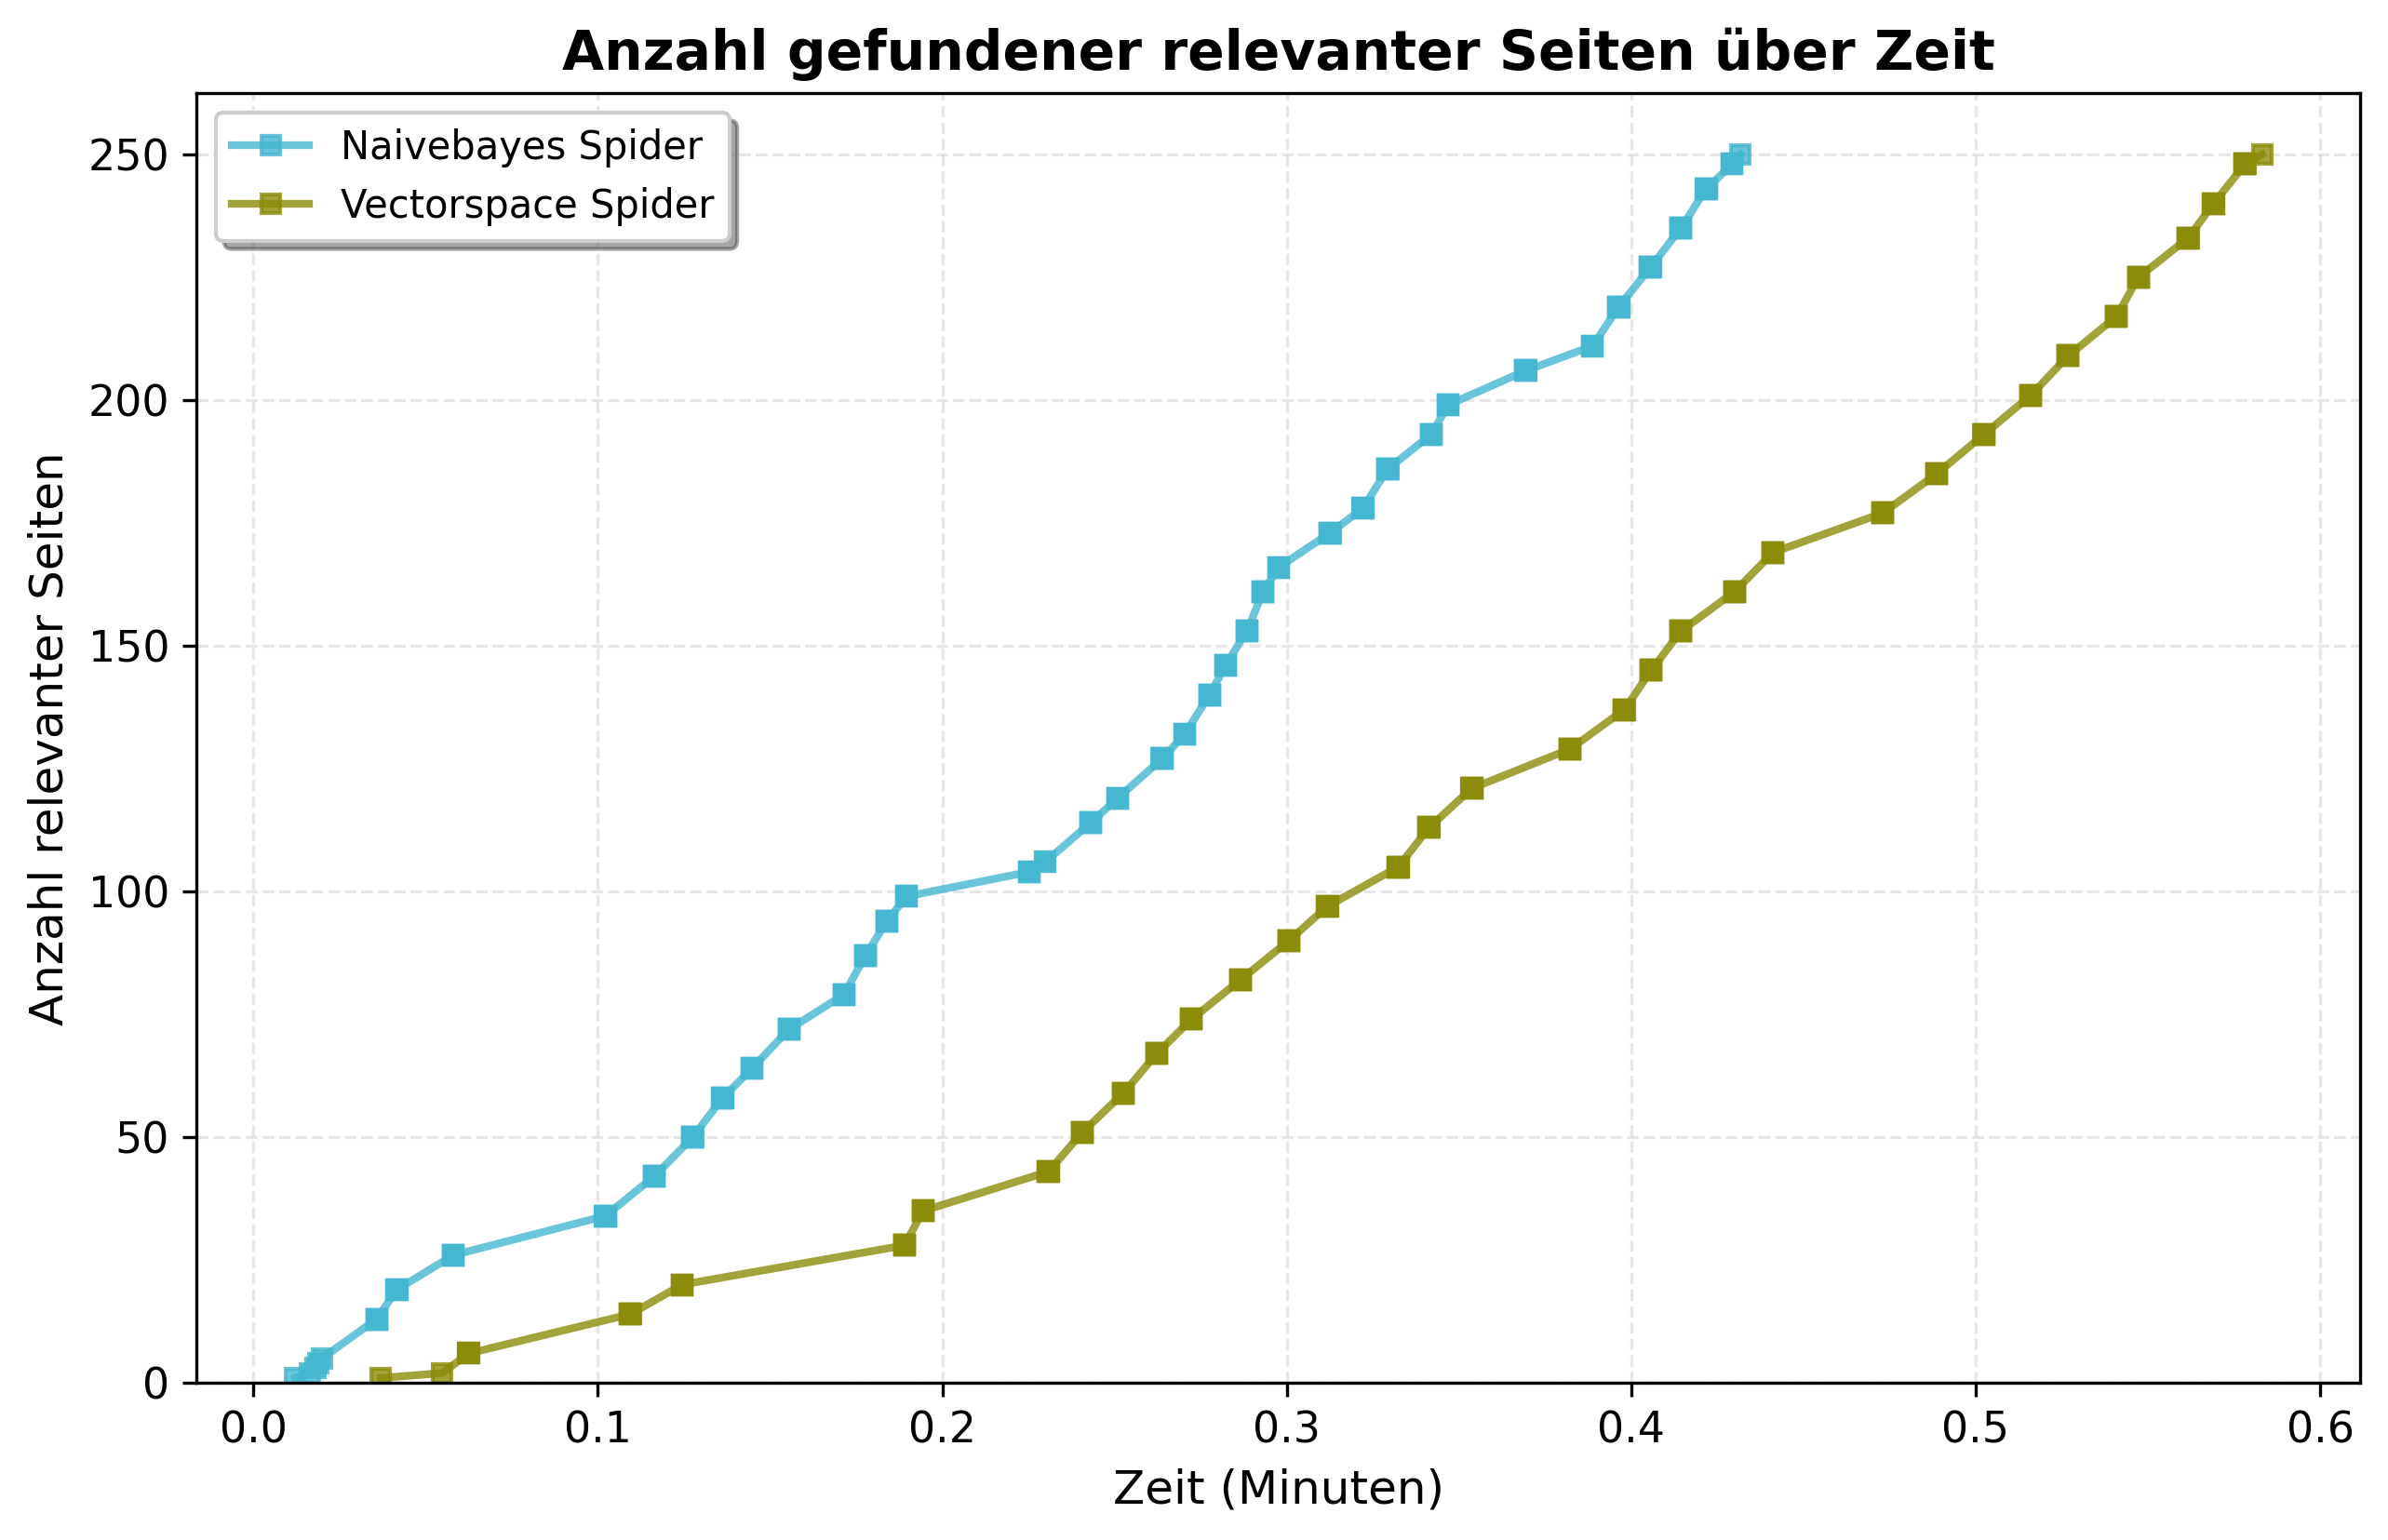 Anzahl gefundener relevanter Seiten über Zeit
Naivebayes Spider
Vectorspace Spider
Anzahl relevanter Seiten
250
200
150
100
50
0
0.0 0.1 0.2 0.3 0.4 0.5 0.6
Zeit (Minuten)